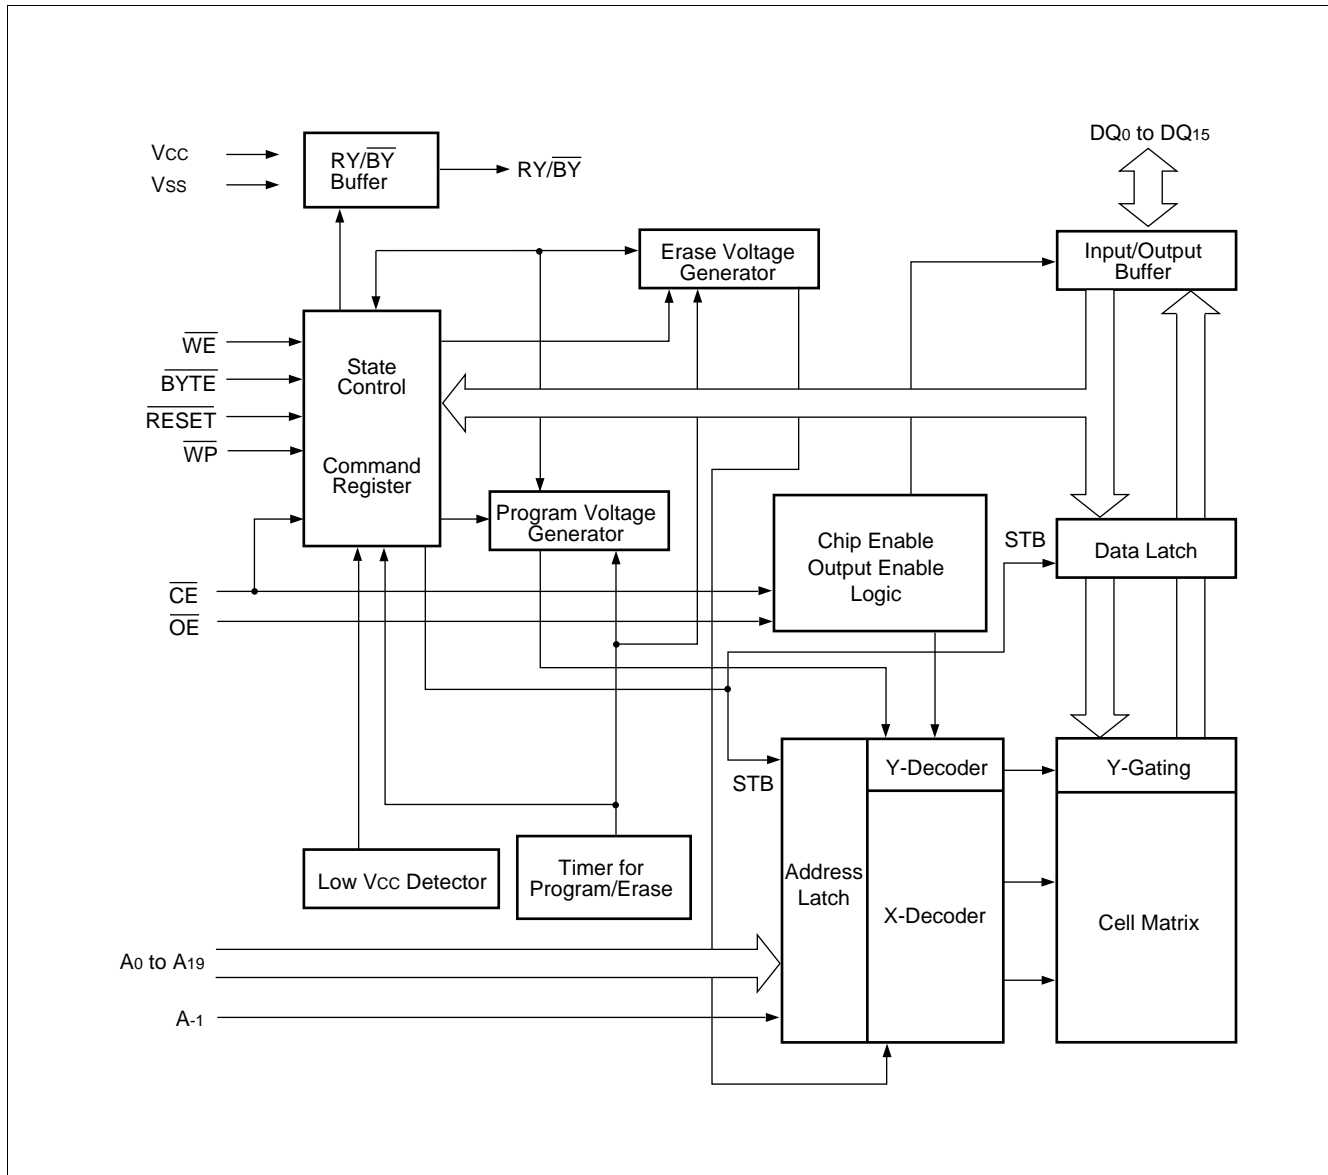 VCC
VSS
RY/BY
Buffer
RY/BY
DQ0 to DQ15
Erase Voltage
Generator
Input/Output
Buffer
WE
BYTE
RESET
WP
State
Control
Command
Register
Program Voltage
Generator
Chip Enable
Output Enable
Logic
STB
Data Latch
CE
OE
STB
Y-Decoder
Y-Gating
Address
Latch
X-Decoder
Cell Matrix
Low VCC Detector
Timer for
Program/Erase
A0 to A19
A-1